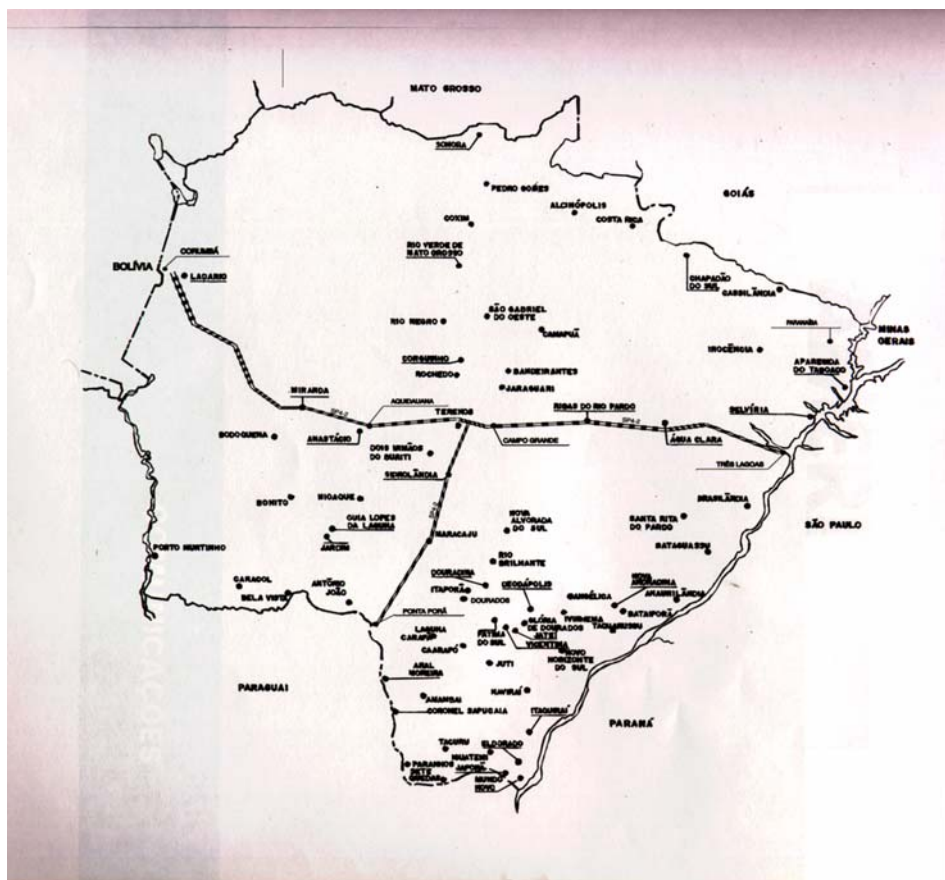 MATO GROSSO
SONORA
PEDRO GOMES
GOIÁS
ALCINÓPOLIS
COSTA RICA
COXIM
RIO VERDE DE
MATO GROSSO
CORUMBÁ
BOLÍVIA
LADÁRIO
CHAPADÃO
DO SUL
CASSILÂNDIA
SÃO GABRIEL
DO OESTE
RIO NEGRO
CAMAPUÃ
PARANAÍBA
MINAS
GERAIS
INOCÊNCIA
CORGUINHO
ROCHEDO
BANDEIRANTES
JARAGUARI
APARECIDA
DO TABOADO
MIRANDA
AQUIDAUANA
TERENOS
RIBAS DO RIO PARDO
SELVÍRIA
BODOQUENA
ANASTÁCIO
CAMPO GRANDE
ÁGUA CLARA
DOIS IRMÃOS
DO BURITI
SIDROLÂNDIA
TRÊS LAGOAS
BONITO
NIOAQUE
BRASILÂNDIA
GUIA LOPES
DA LAGUNA
JARDIM
NOVA
ALVORADA
DO SUL
SANTA RITA
DO PARDO
SÃO PAULO
MARACAJU
BATAGUASSU
PORTO MURTINHO
RIO
BRILHANTE
CARACOL
BELA VISTA
ANTÔNIO
JOÃO
DOURADINA
ITAPORÃ
DOURADOS
DEODÁPOLIS
ANGÉLICA
NOVA
ANDRADINA
ANAURILÂNDIA
BATAIPORÃ
PONTA PORÃ
IVINHEMA
TAQUARUSSU
LAGUNA
CARAPÃ
FÁTIMA
DO SUL
GLÓRIA
DE DOURADOS
JATEÍ
VICENTINA
CAARAPÓ
NOVO
HORIZONTE
DO SUL
JUTI
ARAL
MOREIRA
PARAGUAI
AMAMBAI
NAVIRAÍ
CORONEL SAPUCAIA
ITAQUIRAÍ
PARANÁ
TACURU
ELDORADO
IGUATEMI
PARANHOS
JAPORÃ
SETE
QUEDAS
MUNDO
NOVO